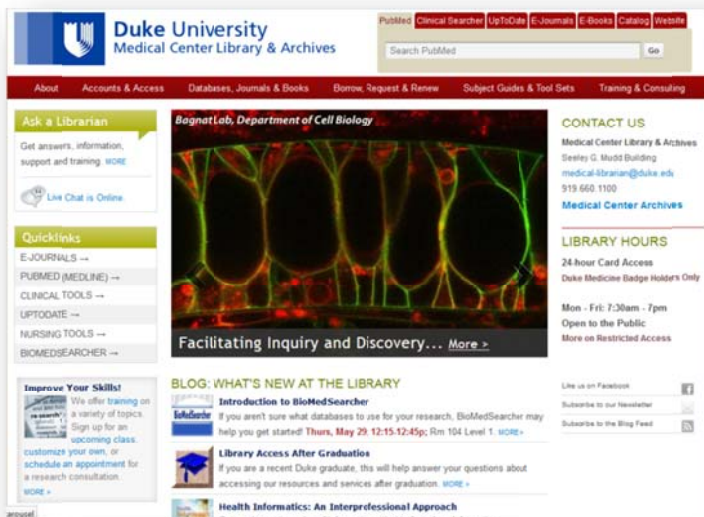 Duke University
Medical Center Library & Archives
PubMed Clinical Searcher UpToDate E-Journals E-Books Catalog Website
Search PubMed Go
About Accounts & Access Databases, Journals & Books Borrow, Request & Renew Subject Guides & Tool Sets Training & Consulting
Ask a Librarian
Get answers, information,
support and training. MORE
Live Chat is Online
Quicklinks
E-JOURNALS →
PUBMED (MEDLINE) →
CLINICAL TOOLS →
UPTODATE →
NURSING TOOLS →
BIOMEDSEARCHER →
Improve Your Skills!
We offer training on
a variety of topics.
Sign up for an
upcoming class,
customize your own, or
schedule an appointment for
a research consultation.
MORE »
arousel
BagnatLab, Department of Cell Biology
Facilitating Inquiry and Discovery... More >
BLOG: WHAT'S NEW AT THE LIBRARY
BioMedSearcher
Introduction to BioMedSearcher
If you aren't sure what databases to use for your research, BioMedSearcher may
help you get started! Thurs, May 29, 12:15-12:45p; Rm 104 Level 1. MORE»
Library Access After Graduation
If you are a recent Duke graduate, this will help answer your questions about
accessing our resources and services after graduation. MORE »
Health Informatics: An Interprofessional Approach
CONTACT US
Medical Center Library & Archives
Seeley G. Mudd Building
medical-librarian@duke.edu
919.660.1100
Medical Center Archives
LIBRARY HOURS
24-hour Card Access
Duke Medicine Badge Holders Only
Mon - Fri: 7:30am - 7pm
Open to the Public
More on Restricted Access
Like us on Facebook
Subscribe to our Newsletter
Subscribe to the Blog Feed